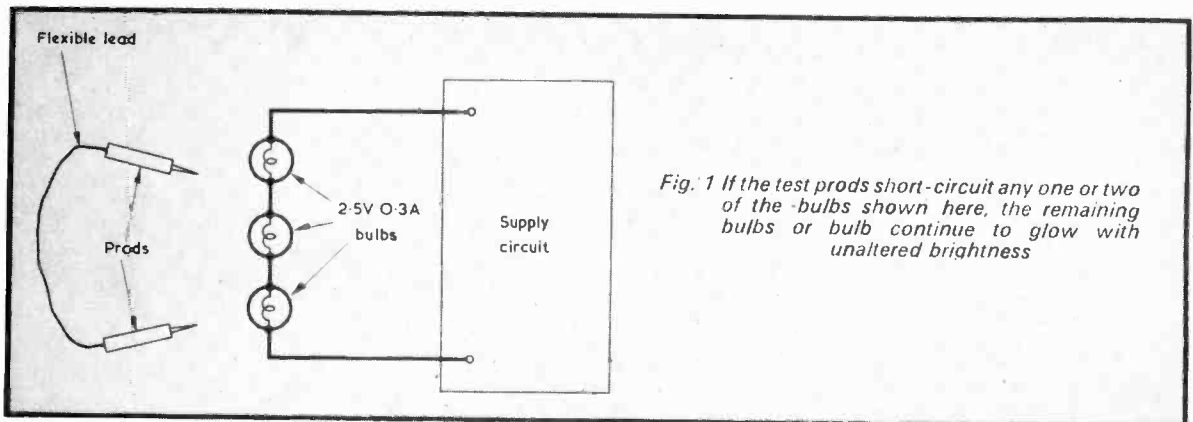 Flexible lead
Prods
2·5V 0·3A
bulbs
Supply
circuit
Fig. 1 If the test prods short-circuit any one or two
of the bulbs shown here, the remaining
bulbs or bulb continue to glow with
unaltered brightness